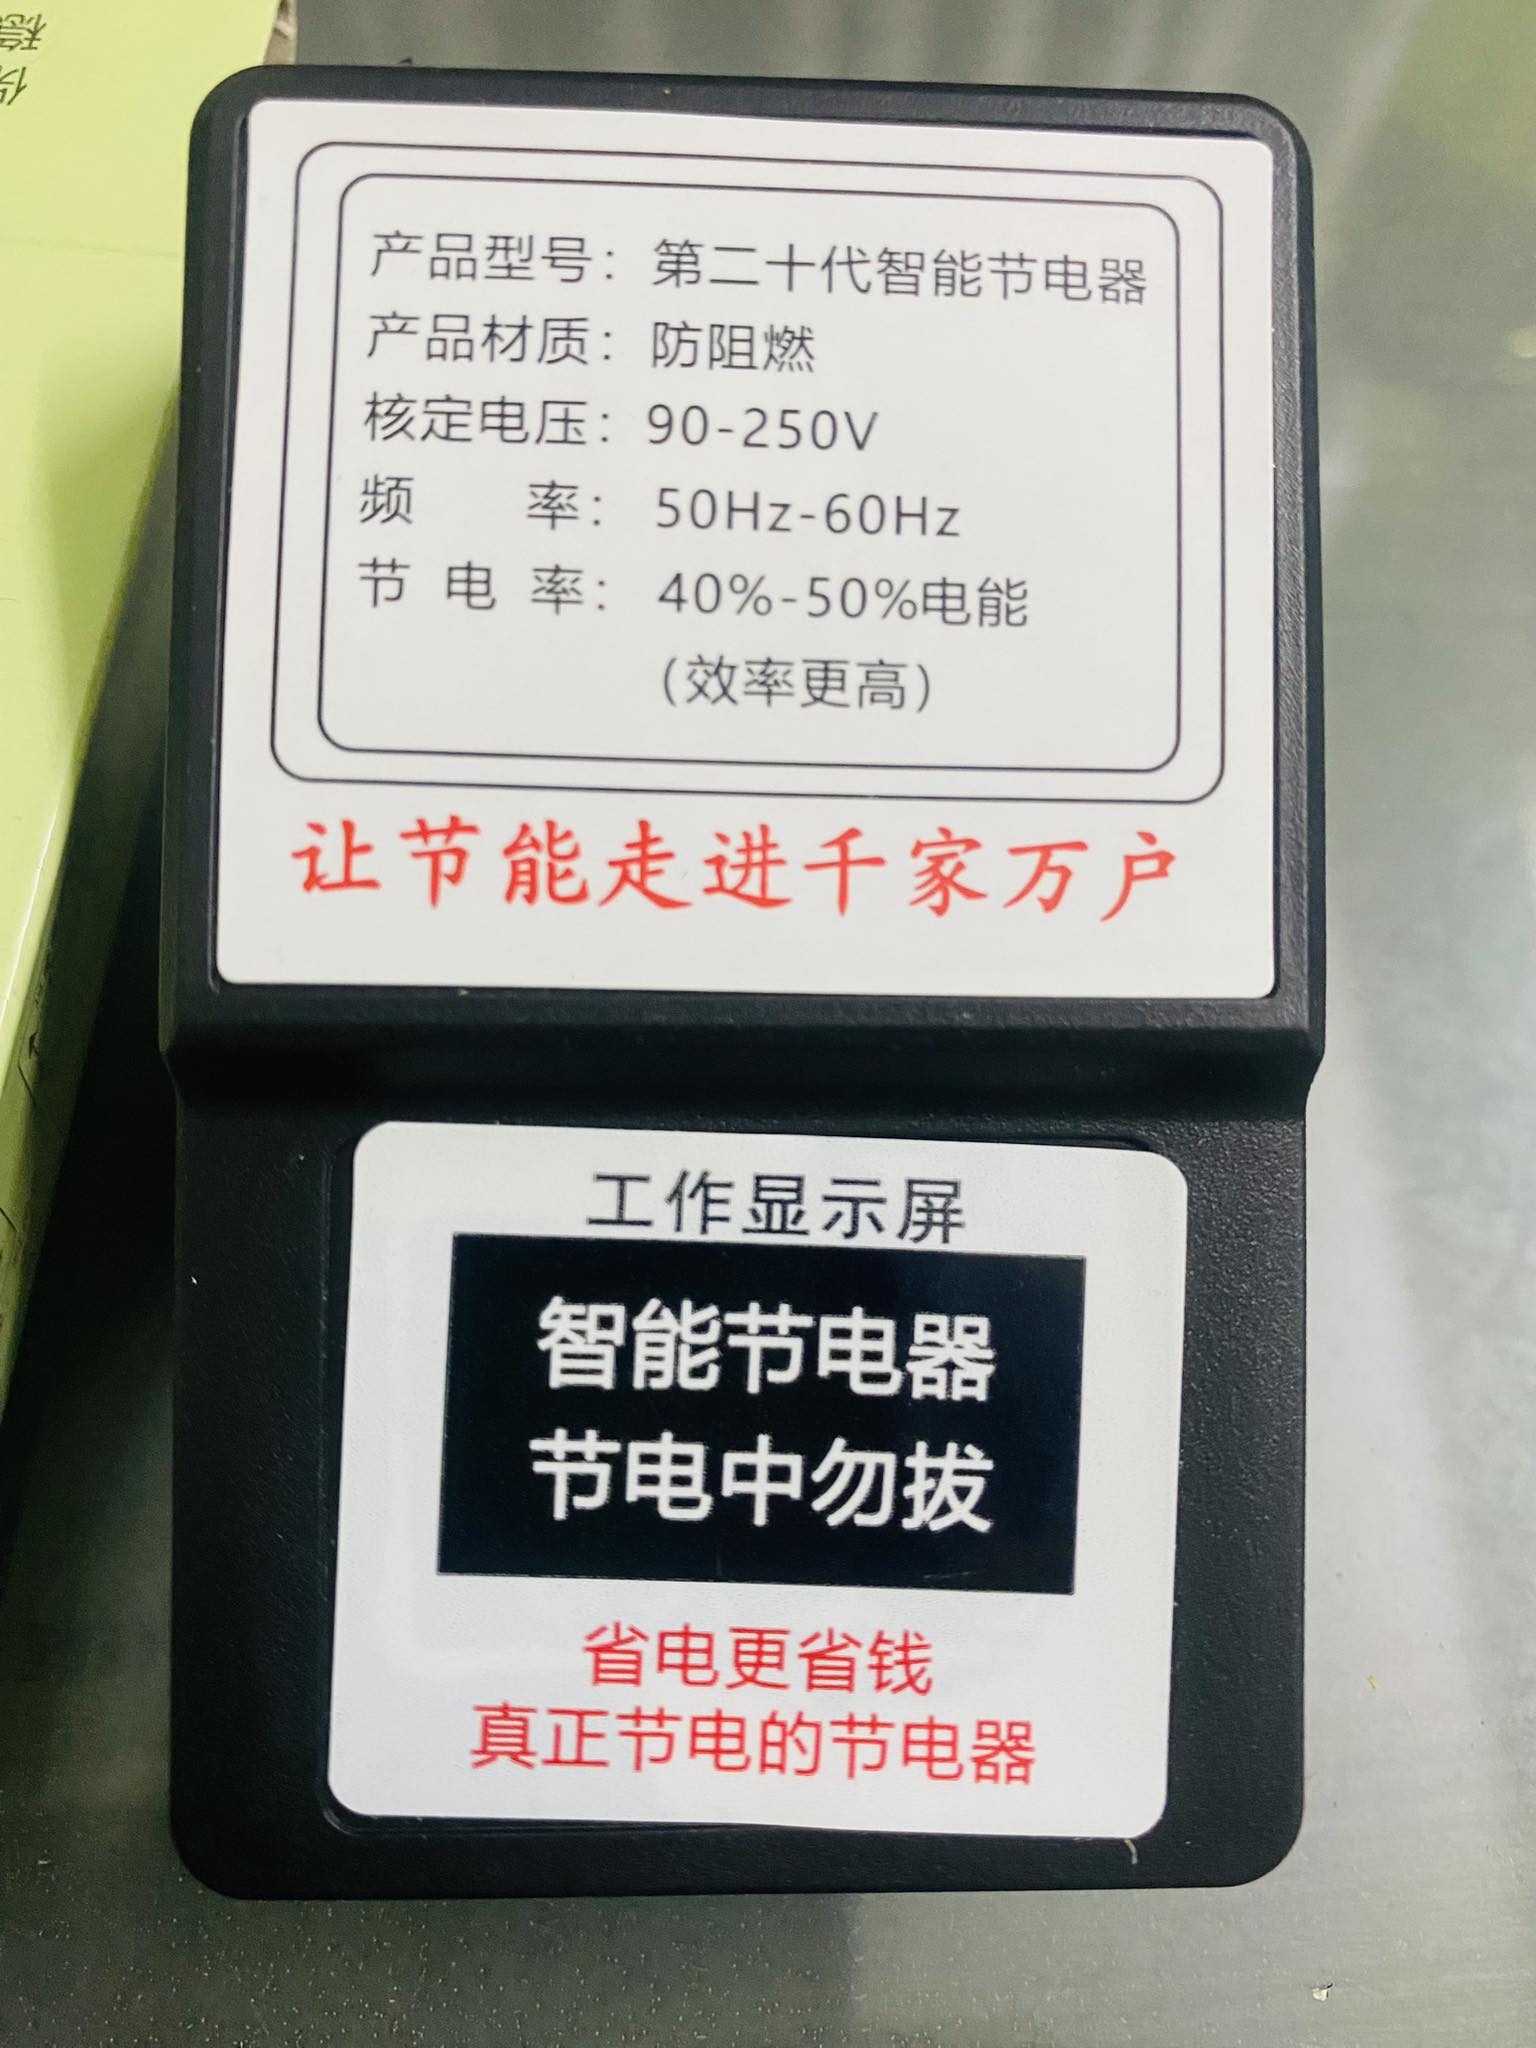 产品型号：第二十代智能节电器
产品材质：防阻燃
核定电压：90-250V
频 率：50Hz-60Hz
节 电 率：40%-50%电能
（效率更高）
让节能走进千家万户
工作显示屏
智能节电器
节电中勿拔
省电更省钱
真正节电的节电器